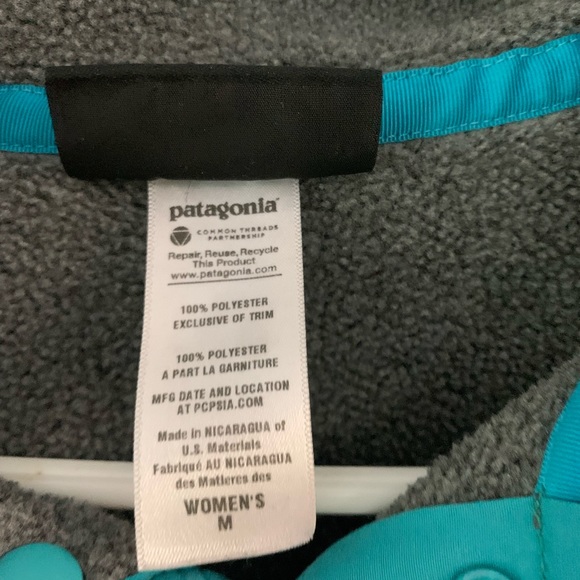 patagonia
COMMON THREADS
PARTNERSHIP
Repair, Reuse, Recycle
This Product
www.patagonia.com
100% POLYESTER
EXCLUSIVE OF TRIM
100% POLYESTER
A PART LA GARNITURE
MFG DATE AND LOCATION
AT PCPSIA.COM
Made in NICARAGUA of
U.S. Materials
Fabriqué AU NICARAGUA
des Matieres des
WOMEN'S
M